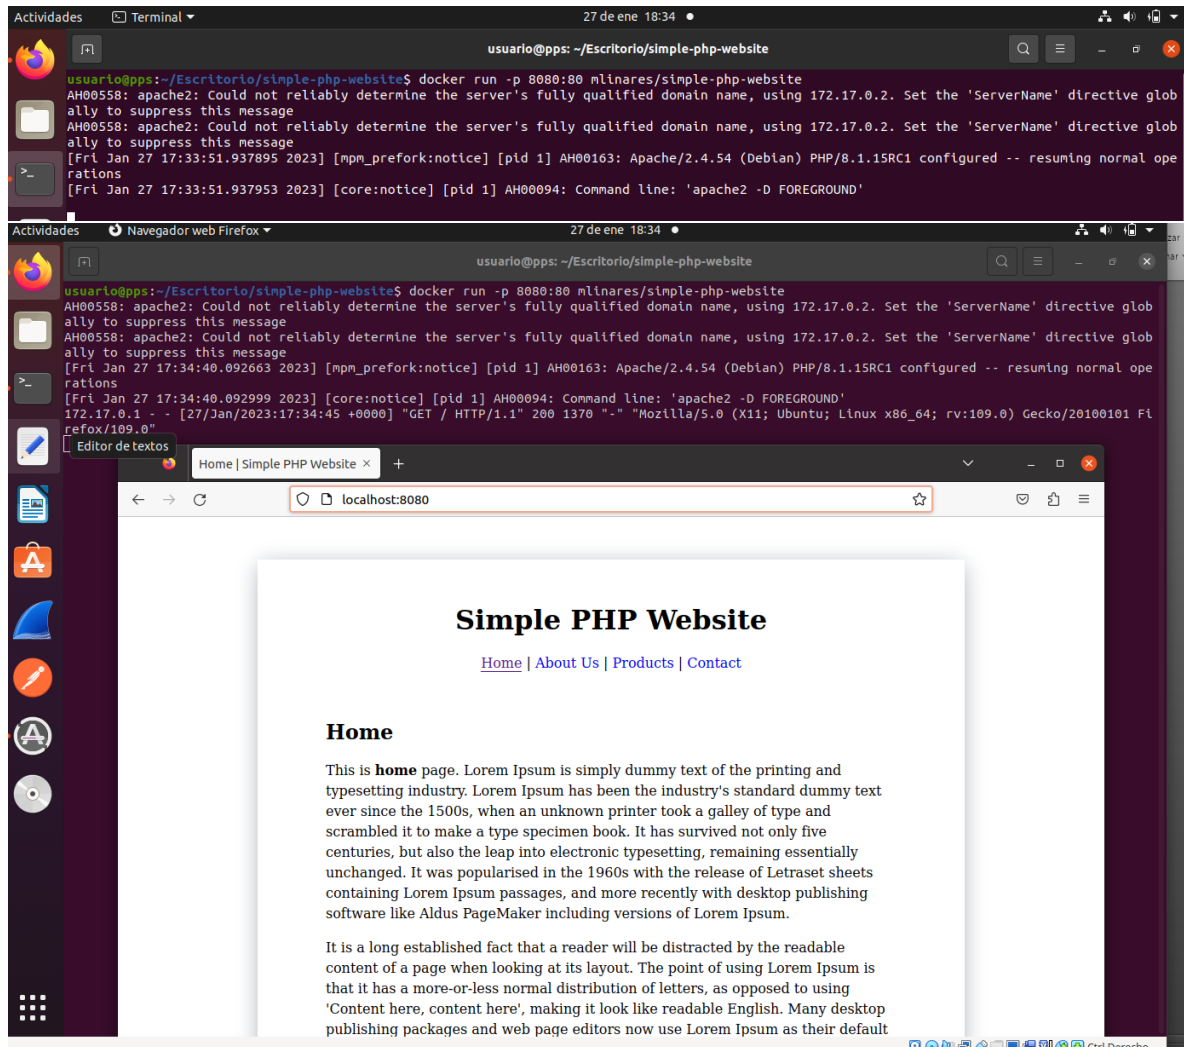 Actividades
Terminal
27 de ene 18:34
usuario@pps: ~/Escritorio/simple-php-website
usuario@pps:~/Escritorio/simple-php-website$ docker run -p 8080:80 mlinares/simple-php-website
AH00558: apache2: Could not reliably determine the server's fully qualified domain name, using 172.17.0.2. Set the 'ServerName' directive glob
ally to suppress this message
AH00558: apache2: Could not reliably determine the server's fully qualified domain name, using 172.17.0.2. Set the 'ServerName' directive glob
ally to suppress this message
[Fri Jan 27 17:33:51.937895 2023] [mpm_prefork:notice] [pid 1] AH00163: Apache/2.4.54 (Debian) PHP/8.1.15RC1 configured -- resuming normal ope
rations
[Fri Jan 27 17:33:51.937953 2023] [core:notice] [pid 1] AH00094: Command line: 'apache2 -D FOREGROUND'
Actividades
Navegador web Firefox
27 de ene 18:34
usuario@pps: ~/Escritorio/simple-php-website
usuario@pps:~/Escritorio/simple-php-website$ docker run -p 8080:80 mlinares/simple-php-website
AH00558: apache2: Could not reliably determine the server's fully qualified domain name, using 172.17.0.2. Set the 'ServerName' directive glob
ally to suppress this message
AH00558: apache2: Could not reliably determine the server's fully qualified domain name, using 172.17.0.2. Set the 'ServerName' directive glob
ally to suppress this message
[Fri Jan 27 17:34:40.092663 2023] [mpm_prefork:notice] [pid 1] AH00163: Apache/2.4.54 (Debian) PHP/8.1.15RC1 configured -- resuming normal ope
rations
[Fri Jan 27 17:34:40.092999 2023] [core:notice] [pid 1] AH00094: Command line: 'apache2 -D FOREGROUND'
172.17.0.1 - - [27/Jan/2023:17:34:45 +0000] "GET / HTTP/1.1" 200 1370 "-" "Mozilla/5.0 (X11; Ubuntu; Linux x86_64; rv:109.0) Gecko/20100101 Fi
refox/109.0"
Editor de textos
Home | Simple PHP Website
localhost:8080
Simple PHP Website
Home | About Us | Products | Contact
Home
This is home page. Lorem Ipsum is simply dummy text of the printing and
typesetting industry. Lorem Ipsum has been the industry's standard dummy text
ever since the 1500s, when an unknown printer took a galley of type and
scrambled it to make a type specimen book. It has survived not only five
centuries, but also the leap into electronic typesetting, remaining essentially
unchanged. It was popularised in the 1960s with the release of Letraset sheets
containing Lorem Ipsum passages, and more recently with desktop publishing
software like Aldus PageMaker including versions of Lorem Ipsum.
It is a long established fact that a reader will be distracted by the readable
content of a page when looking at its layout. The point of using Lorem Ipsum is
that it has a more-or-less normal distribution of letters, as opposed to using
'Content here, content here', making it look like readable English. Many desktop
publishing packages and web page editors now use Lorem Ipsum as their default
Ctrl Derecho